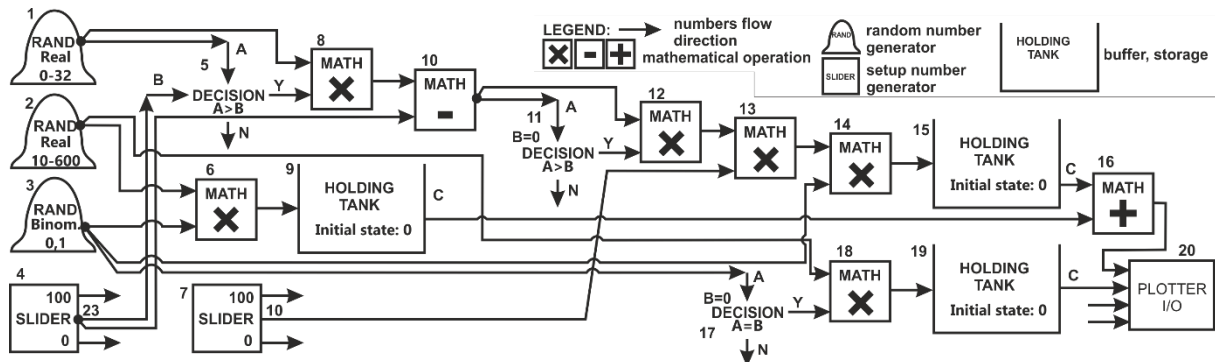 LEGEND:
numbers flow
direction
mathematical operation
RAND
random number
generator
SLIDER
setup number
generator
HOLDING
TANK
buffer, storage
1
RAND
Real
0-32
A
5
B
DECISION
A>B
Y
N
8
MATH
10
MATH
-
2
RAND
Real
10-600
A
11
B=0
DECISION
A>B
Y
N
12
MATH
13
MATH
14
MATH
15
HOLDING
TANK
Initial state: 0
C
16
MATH
+
3
RAND
Binom.
0,1
6
MATH
9
HOLDING
TANK
Initial state: 0
C
4
100
SLIDER
23
0
7
100
SLIDER
10
0
A
B=0
DECISION
A=B
17
Y
N
18
MATH
19
HOLDING
TANK
Initial state: 0
C
20
PLOTTER
I/O